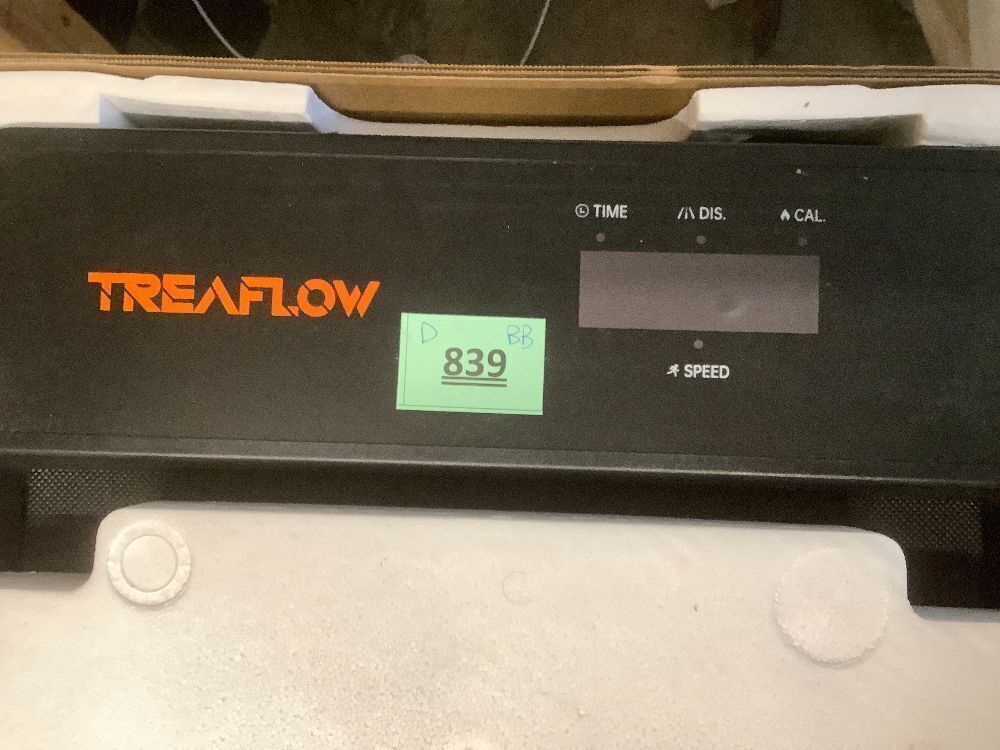 TIME DIS. CAL.
TREAFLOW
D BB
839
SPEED